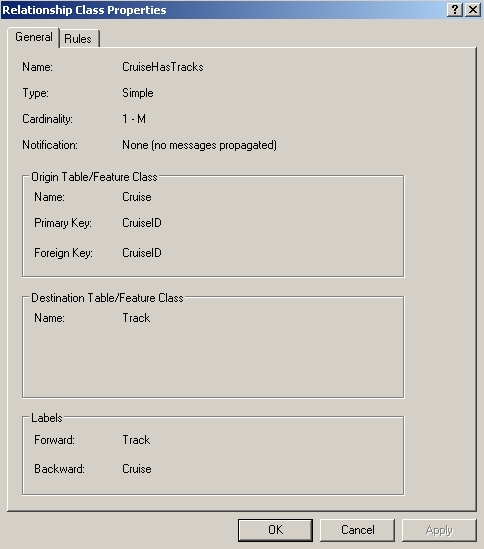 Relationship Class Properties
General Rules
Name: CruiseHasTracks
Type: Simple
Cardinality: 1 - M
Notification: None (no messages propagated)
Origin Table/Feature Class
Name: Cruise
Primary Key: CruiseID
Foreign Key: CruiseID
Destination Table/Feature Class
Name: Track
Labels
Forward: Track
Backward: Cruise
OK Cancel Apply